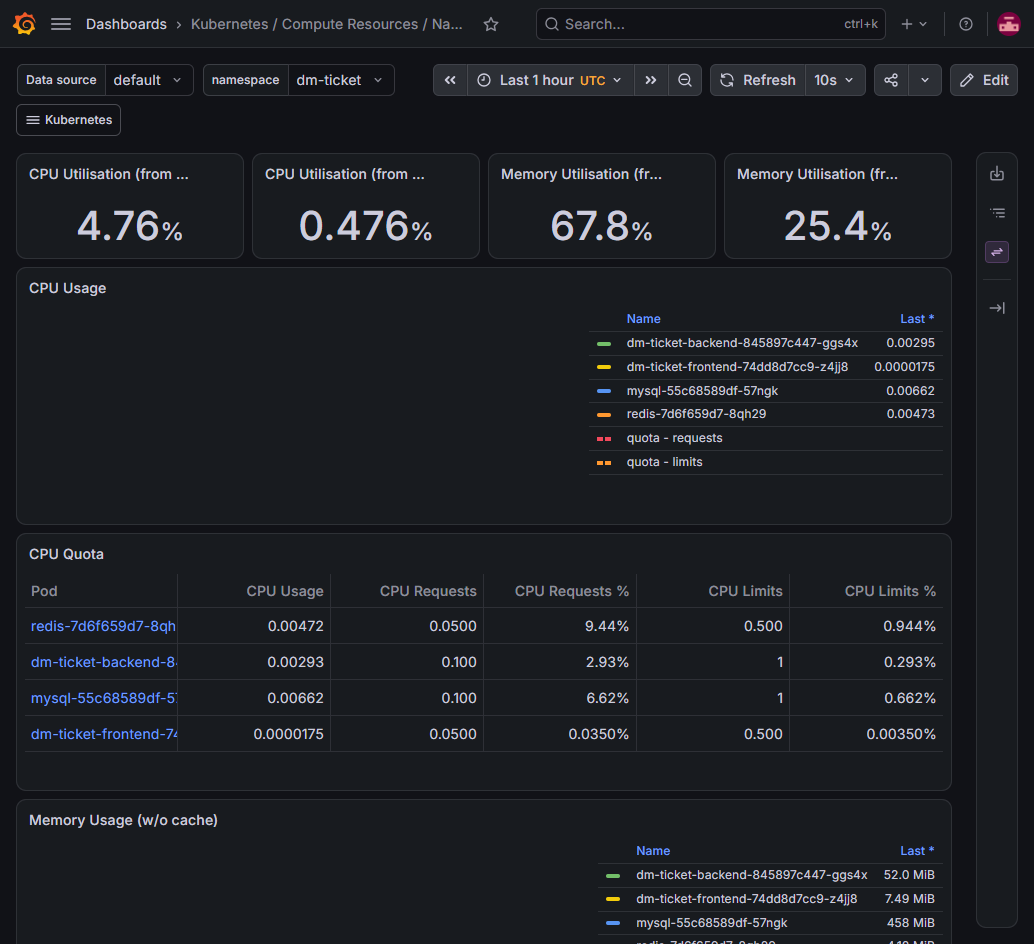 Dashboards › Kubernetes / Compute Resources / Na... Search... ctrl+k
Data source default namespace dm-ticket Last 1 hour UTC Refresh 10s Edit
Kubernetes
CPU Utilisation (from ... CPU Utilisation (from ... Memory Utilisation (fr... Memory Utilisation (fr...
4.76% 0.476% 67.8% 25.4%
CPU Usage
Name Last *
dm-ticket-backend-845897c447-ggs4x 0.00295
dm-ticket-frontend-74dd8d7cc9-z4jj8 0.0000175
mysql-55c68589df-57ngk 0.00662
redis-7d6f659d7-8qh29 0.00473
quota - requests
quota - limits
CPU Quota
Pod CPU Usage CPU Requests CPU Requests % CPU Limits CPU Limits %
redis-7d6f659d7-8qh 0.00472 0.0500 9.44% 0.500 0.944%
dm-ticket-backend-8 0.00293 0.100 2.93% 1 0.293%
mysql-55c68589df-5 0.00662 0.100 6.62% 1 0.662%
dm-ticket-frontend-74 0.0000175 0.0500 0.0350% 0.500 0.00350%
Memory Usage (w/o cache)
Name Last *
dm-ticket-backend-845897c447-ggs4x 52.0 MiB
dm-ticket-frontend-74dd8d7cc9-z4jj8 7.49 MiB
mysql-55c68589df-57ngk 458 MiB